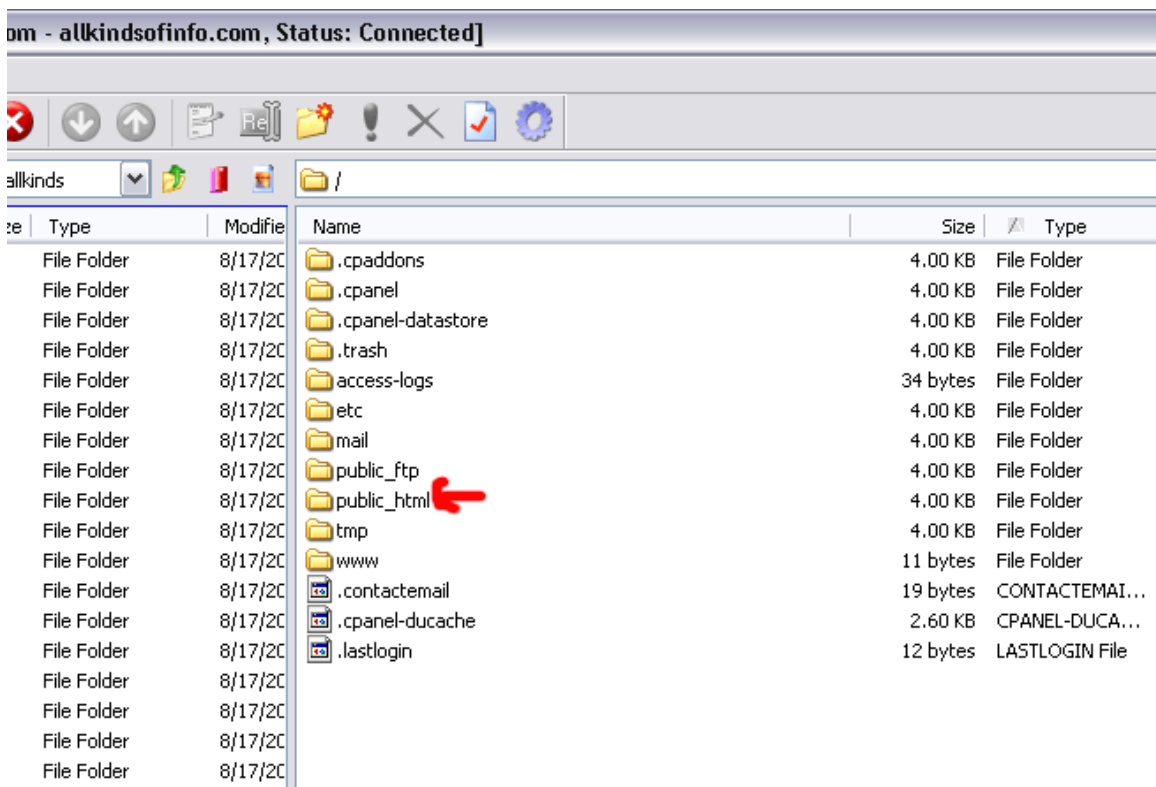 om - allkindsofinfo.com, Status: Connected]
Re
allkinds /
ze Type Modifie Name Size Type
File Folder 8/17/20 .cpaddons 4.00 KB File Folder
File Folder 8/17/20 .cpanel 4.00 KB File Folder
File Folder 8/17/20 .cpanel-datastore 4.00 KB File Folder
File Folder 8/17/20 .trash 4.00 KB File Folder
File Folder 8/17/20 access-logs 34 bytes File Folder
File Folder 8/17/20 etc 4.00 KB File Folder
File Folder 8/17/20 mail 4.00 KB File Folder
File Folder 8/17/20 public_ftp 4.00 KB File Folder
File Folder 8/17/20 public_html 4.00 KB File Folder
File Folder 8/17/20 tmp 4.00 KB File Folder
File Folder 8/17/20 www 11 bytes File Folder
File Folder 8/17/20 .contactemail 19 bytes CONTACTEMAI...
File Folder 8/17/20 .cpanel-ducache 2.60 KB CPANEL-DUCA...
File Folder 8/17/20 .lastlogin 12 bytes LASTLOGIN File
File Folder 8/17/20
File Folder 8/17/20
File Folder 8/17/20
File Folder 8/17/20